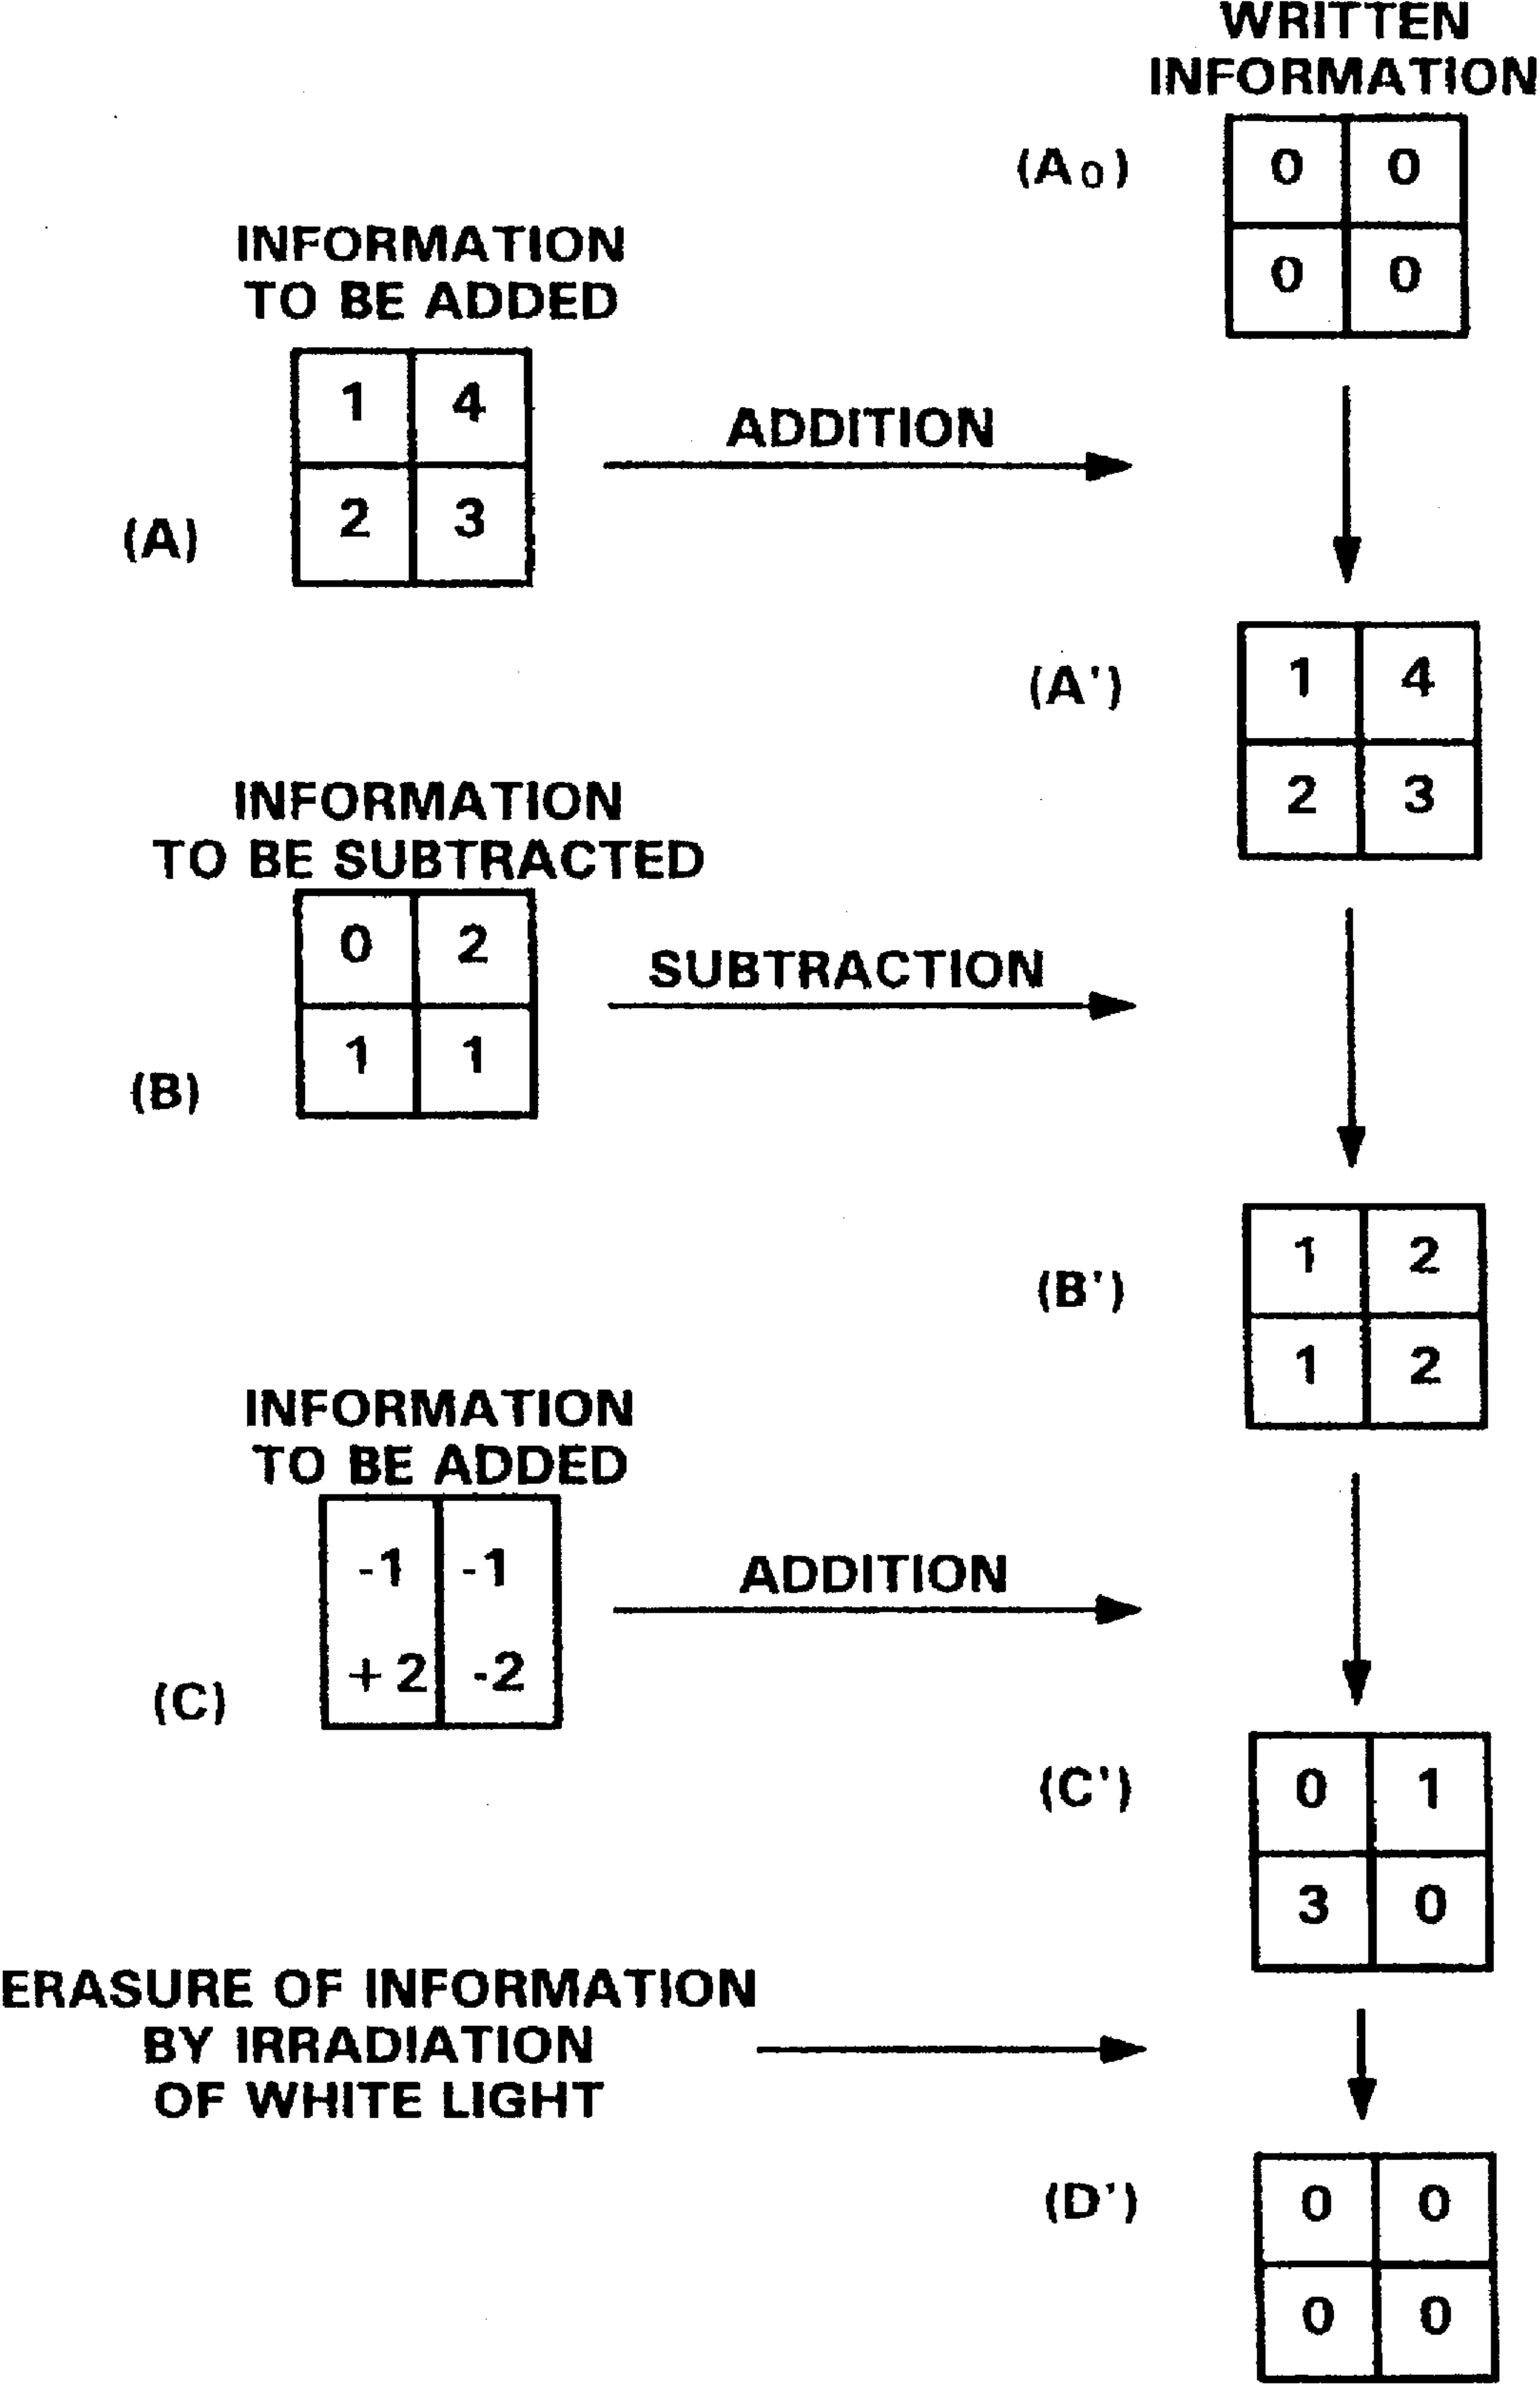 WRITTEN
INFORMATION
(A0)
0 0
0 0
INFORMATION
TO BE ADDED
1 4
2 3
(A)
ADDITION
(A')
1 4
2 3
INFORMATION
TO BE SUBTRACTED
0 2
1 1
(B)
SUBTRACTION
(B')
1 2
1 2
INFORMATION
TO BE ADDED
-1 -1
+2 -2
(C)
ADDITION
(C')
0 1
3 0
ERASURE OF INFORMATION
BY IRRADIATION
OF WHITE LIGHT
(D')
0 0
0 0